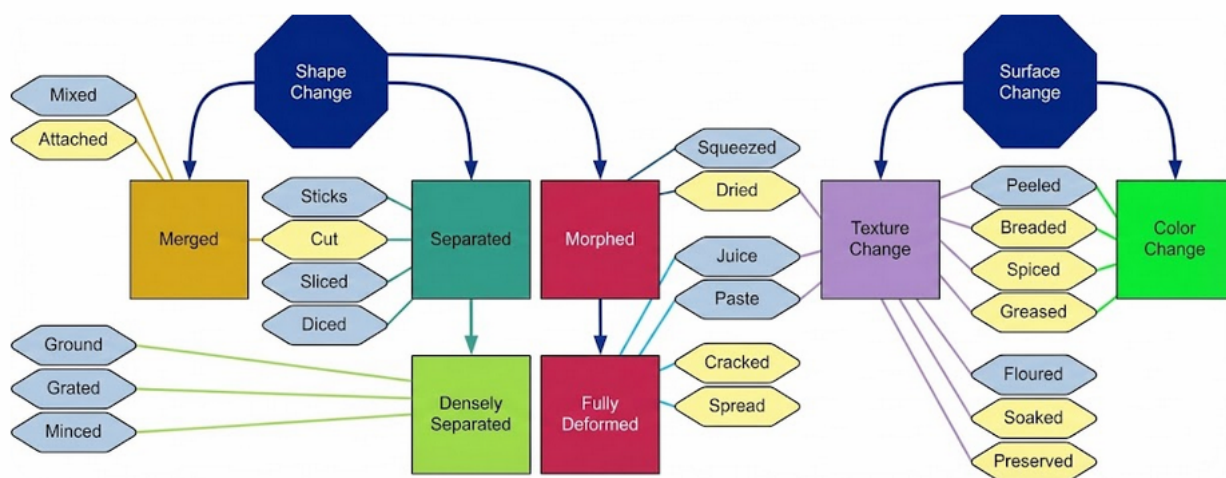 Shape
Change
Surface
Change
Mixed
Attached
Squeezed
Dried
Merged
Sticks
Cut
Sliced
Diced
Separated
Morphed
Juice
Paste
Texture
Change
Peeled
Breaded
Spiced
Greased
Color
Change
Ground
Grated
Minced
Densely
Separated
Fully
Deformed
Cracked
Spread
Floured
Soaked
Preserved